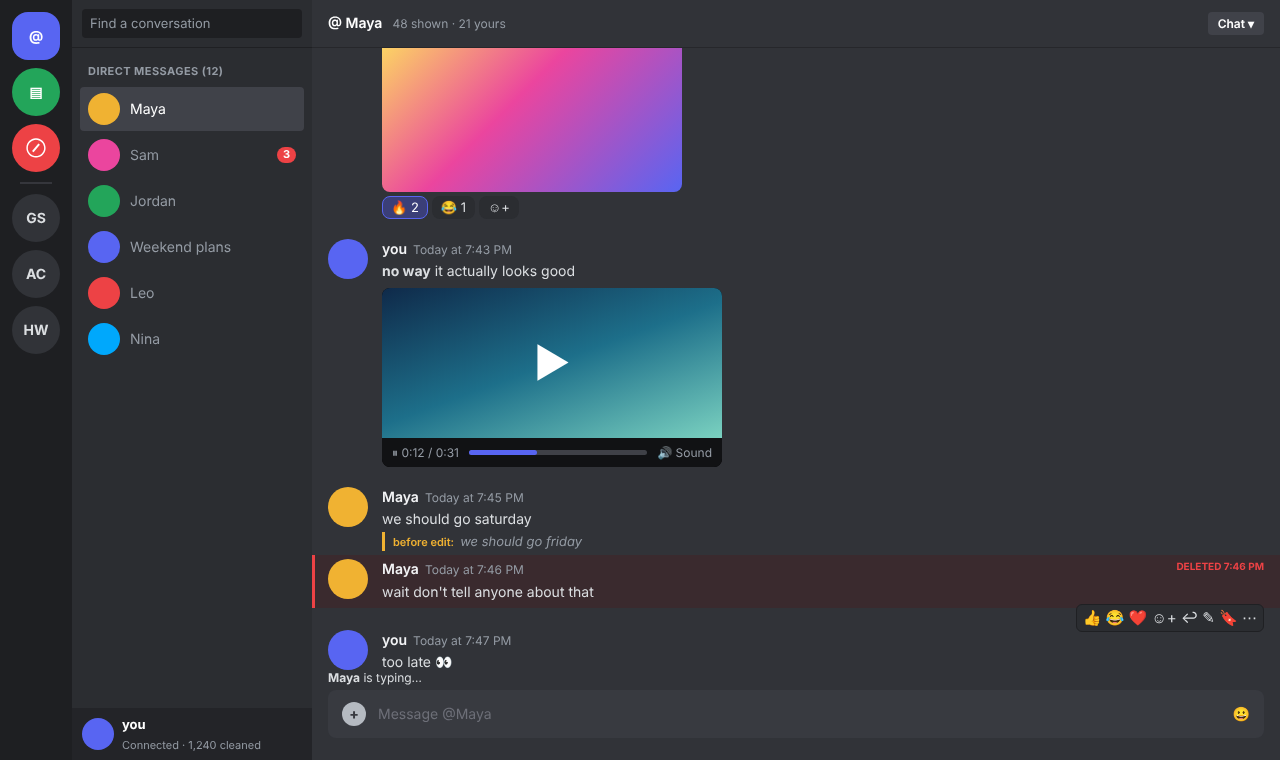 @
Find a conversation
@ Maya 48 shown · 21 yours
Chat ▾
DIRECT MESSAGES (12)
Maya
Sam 3
Jordan
Weekend plans
Leo
Nina
GS
AC
HW
🔥 2 😂 1 ☺+
you Today at 7:43 PM
no way it actually looks good
0:12 / 0:31 🔊 Sound
Maya Today at 7:45 PM
we should go saturday
before edit: we should go friday
Maya Today at 7:46 PM DELETED 7:46 PM
wait don't tell anyone about that
👍 😂 ❤️ ☺+ ↩ ✎ 🔖 ⋯
you Today at 7:47 PM
too late 👀
Maya is typing...
+ Message @Maya 😀
you
Connected · 1,240 cleaned